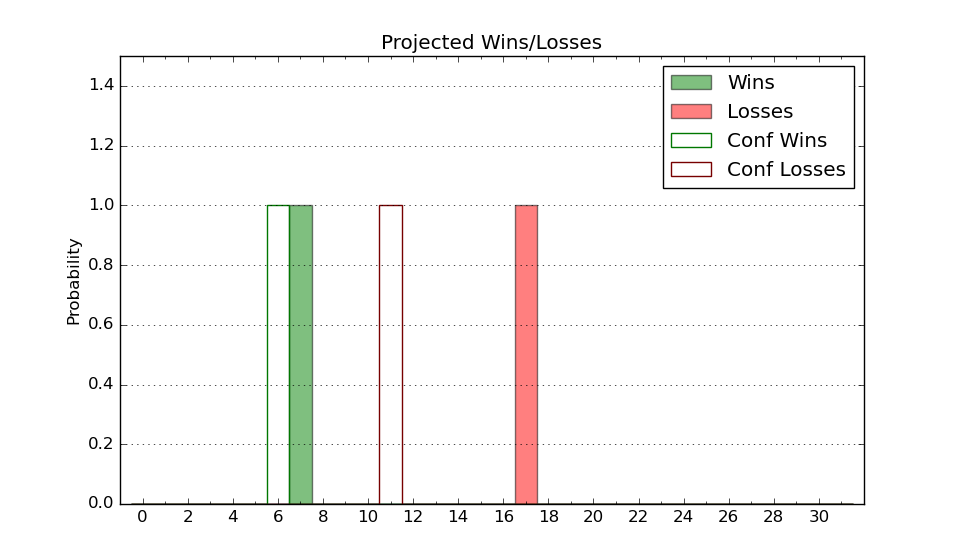 Projected Wins/Losses
Wins
Losses
Conf Wins
Conf Losses
Probability
1.4
1.2
1.0
0.8
0.6
0.4
0.2
0.0
0 2 4 6 8 10 12 14 16 18 20 22 24 26 28 30